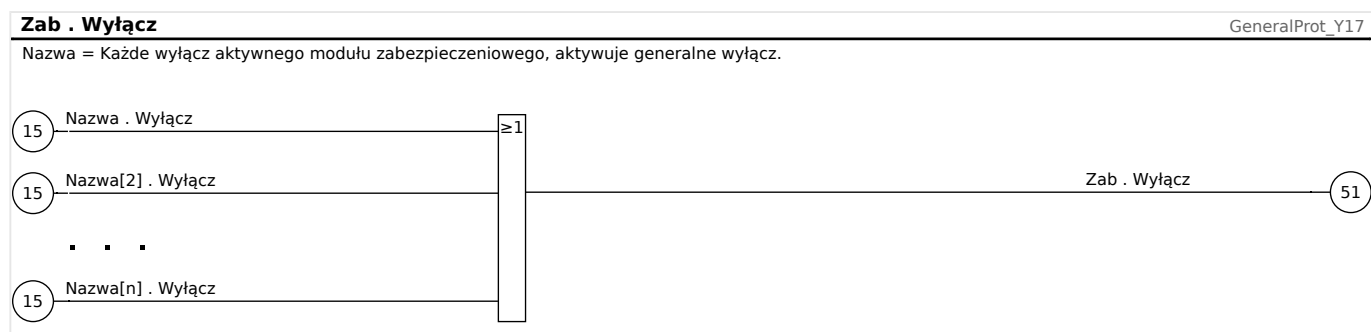 Zab . Wyłącz
GeneralProt_Y17
Nazwa = Każde wyłącz aktywnego modułu zabezpieczeniowego, aktywuje generalne wyłącz.
15
Nazwa . Wyłącz
≥1
15
Nazwa[2] . Wyłącz
Zab . Wyłącz
51
. . .
15
Nazwa[n] . Wyłącz